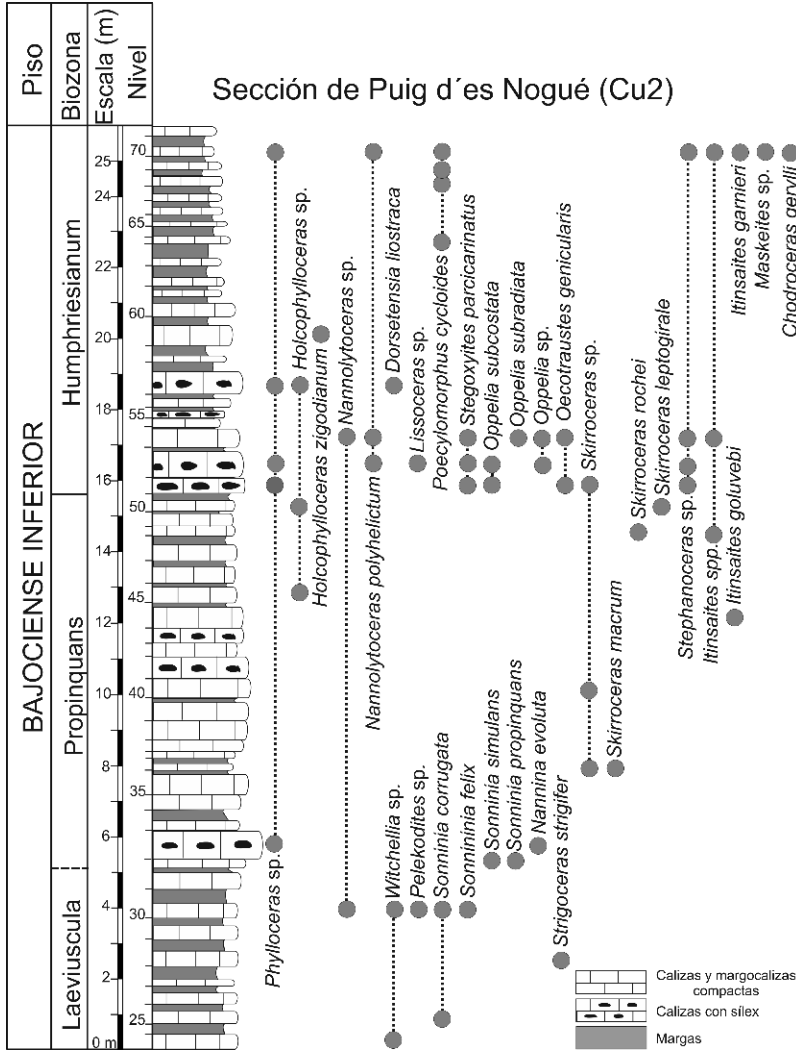 Piso
Biozona
Escala (m)
Nivel
Sección de Puig d´es Nogué (Cu2)
BAJOCIENSE INFERIOR
Humphriesianum
Propinquans
Laeviuscula
25
24
22
20
18
16
14
12
10
8
6
4
2
0 m
70
65
60
55
50
45
40
35
30
25
Phylloceras sp.
Holcophylloceras sp.
Holcophylloceras zigodianum
Nannolytoceras sp.
Nannolytoceras polyhelictum
Dorsetensia liostraca
Witchellia sp.
Lissoceras sp.
Pelekodites sp.
Poecylomorphus cycloides
Sonninia corrugata
Stegoxyites parcicarinatus
Sonnininia felix
Oppelia subcostata
Sonninia simulans
Oppelia subradiata
Sonninia propinquans
Oppelia sp.
Nannina evoluta
Oecotraustes genicularis
Strigoceras strigifer
Skirroceras sp.
Skirroceras macrum
Skirroceras rochei
Skirroceras leptogirale
Stephanoceras sp.
Itinsaites spp.
Itinsaites goluvebi
Itinsaites garnieri
Maskeites sp.
Chodroceras gervlli
Calizas y margocalizas
compactas
Calizas con sílex
Margas